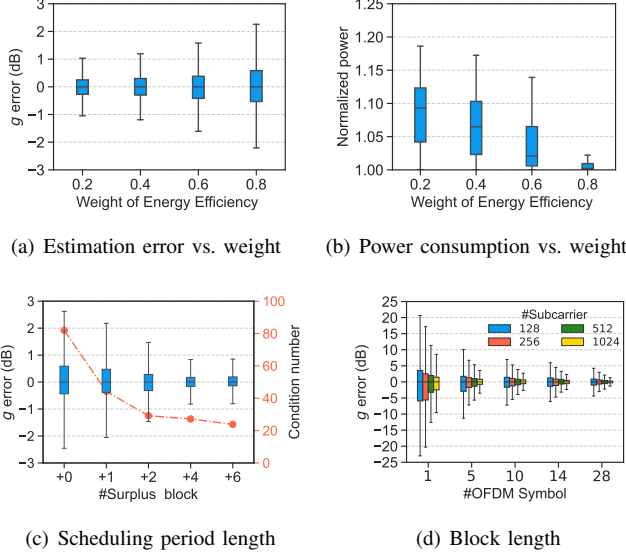 3
2
1
0
−1
−2
−3
g error (dB)
0.2 0.4 0.6 0.8
Weight of Energy Efficiency
(a) Estimation error vs. weight
1.25
1.20
1.15
1.10
1.05
1.00
Normalized power
0.2 0.4 0.6 0.8
Weight of Energy Efficiency
(b) Power consumption vs. weight
3
2
1
0
−1
−2
−3
g error (dB)
100
80
60
40
20
0
Condition number
+0 +1 +2 +4 +6
#Surplus block
(c) Scheduling period length
25
20
15
10
5
0
−5
−10
−15
−20
−25
g error (dB)
#Subcarrier
128 512
256 1024
1 5 10 14 28
#OFDM Symbol
(d) Block length